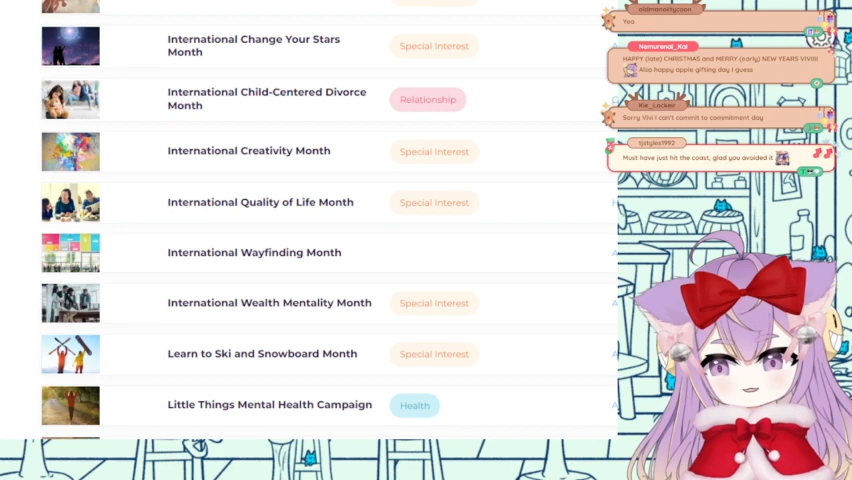 International Change Your Stars
Month
Special Interest
International Child-Centered Divorce
Month
Relationship
International Creativity Month
Special Interest
International Quality of Life Month
Special Interest
International Wayfinding Month
International Wealth Mentality Month
Special Interest
Learn to Ski and Snowboard Month
Special Interest
Little Things Mental Health Campaign
Health
oldmanoftycoon
Yea
Nemurenai_Kai
HAPPY (late) CHRISTMAS and MERRY (early) NEW YEARS VIVI!!!
Also happy apple gifting day I guess
Kie_Lockeir
Sorry Vivi I can't commit to commitment day
tjstyles1992
Must have just hit the coast, glad you avoided it